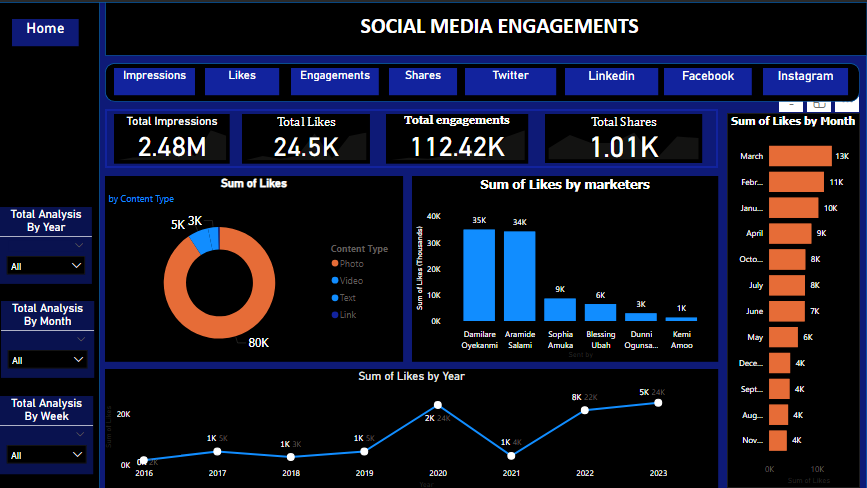 Home
SOCIAL MEDIA ENGAGEMENTS
Impressions
Likes
Engagements
Shares
Twitter
Linkedin
Facebook
Instagram
Total Impressions
2.48M
Total Likes
24.5K
Total engagements
112.42K
Total Shares
1.01K
Total Analysis
By Year
All
Total Analysis
By Month
All
Total Analysis
By Week
All
Sum of Likes
by Content Type
5K
3K
80K
Content Type
Photo
Video
Text
Link
Sum of Likes by marketers
Sum of Likes (Thousands)
40K
30K
20K
10K
0K
35K
34K
9K
6K
3K
1K
Damilare
Oyekanmi
Aramide
Salami
Sophia
Amuka
Blessing
Ubah
Dunni
Ogunsa...
Kemi
Amoo
Sent by
Sum of Likes by Month
March 13K
Febr... 11K
Janu... 10K
April 9K
Octo... 8K
July 8K
June 7K
May 6K
Dece... 4K
Sept... 4K
Aug... 4K
Nov... 4K
0K 10K
Sum of Likes
Sum of Likes by Year
Sum of Likes
20K
0K
0K 2K
1K 5K
1K 3K
1K 5K
2K 24K
1K 4K
8K 22K
5K 24K
2016 2017 2018 2019 2020 2021 2022 2023
Year